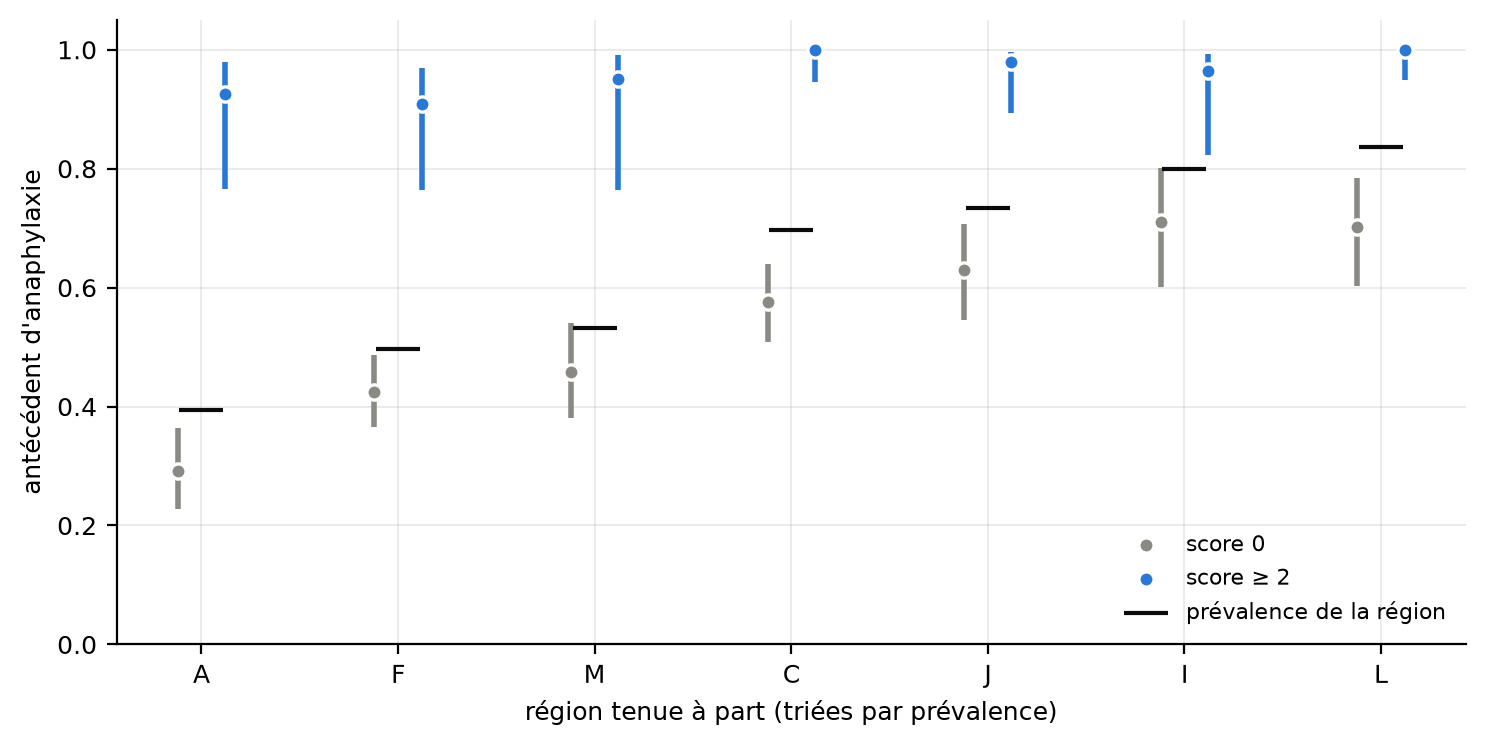 antécédent d'anaphylaxie
1.0
0.8
0.6
0.4
0.2
0.0
score 0
score ≥ 2
prévalence de la région
A F M C J I L
région tenue à part (triées par prévalence)